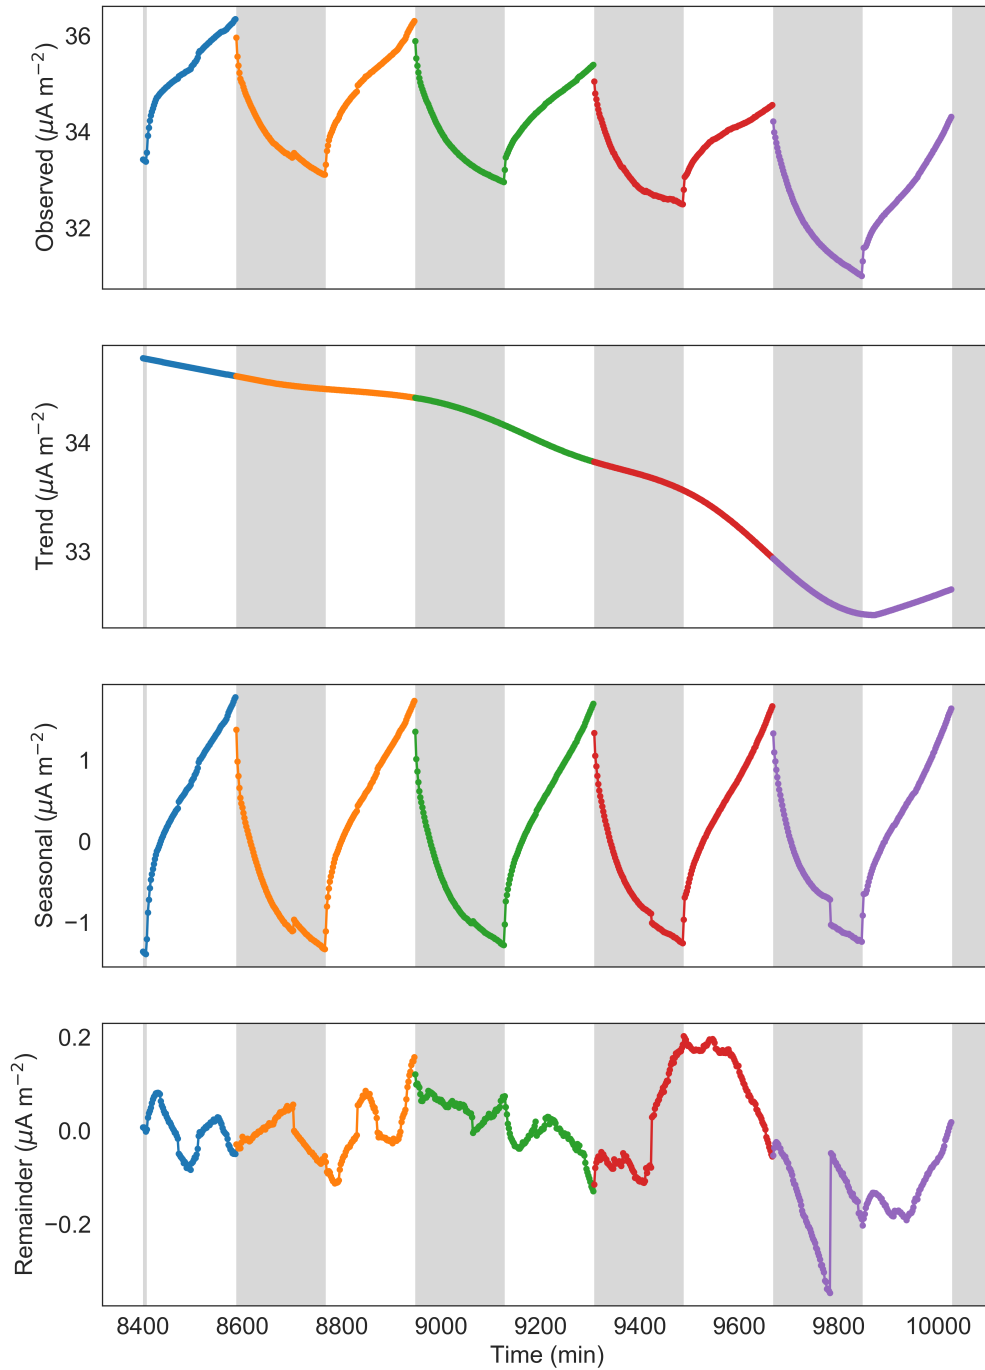 Observed (μA m⁻²)
36
34
32
Trend (μA m⁻²)
34
33
Seasonal (μA m⁻²)
1
0
−1
Remainder (μA m⁻²)
0.2
0.0
−0.2
8400 8600 8800 9000 9200 9400 9600 9800 10000
Time (min)